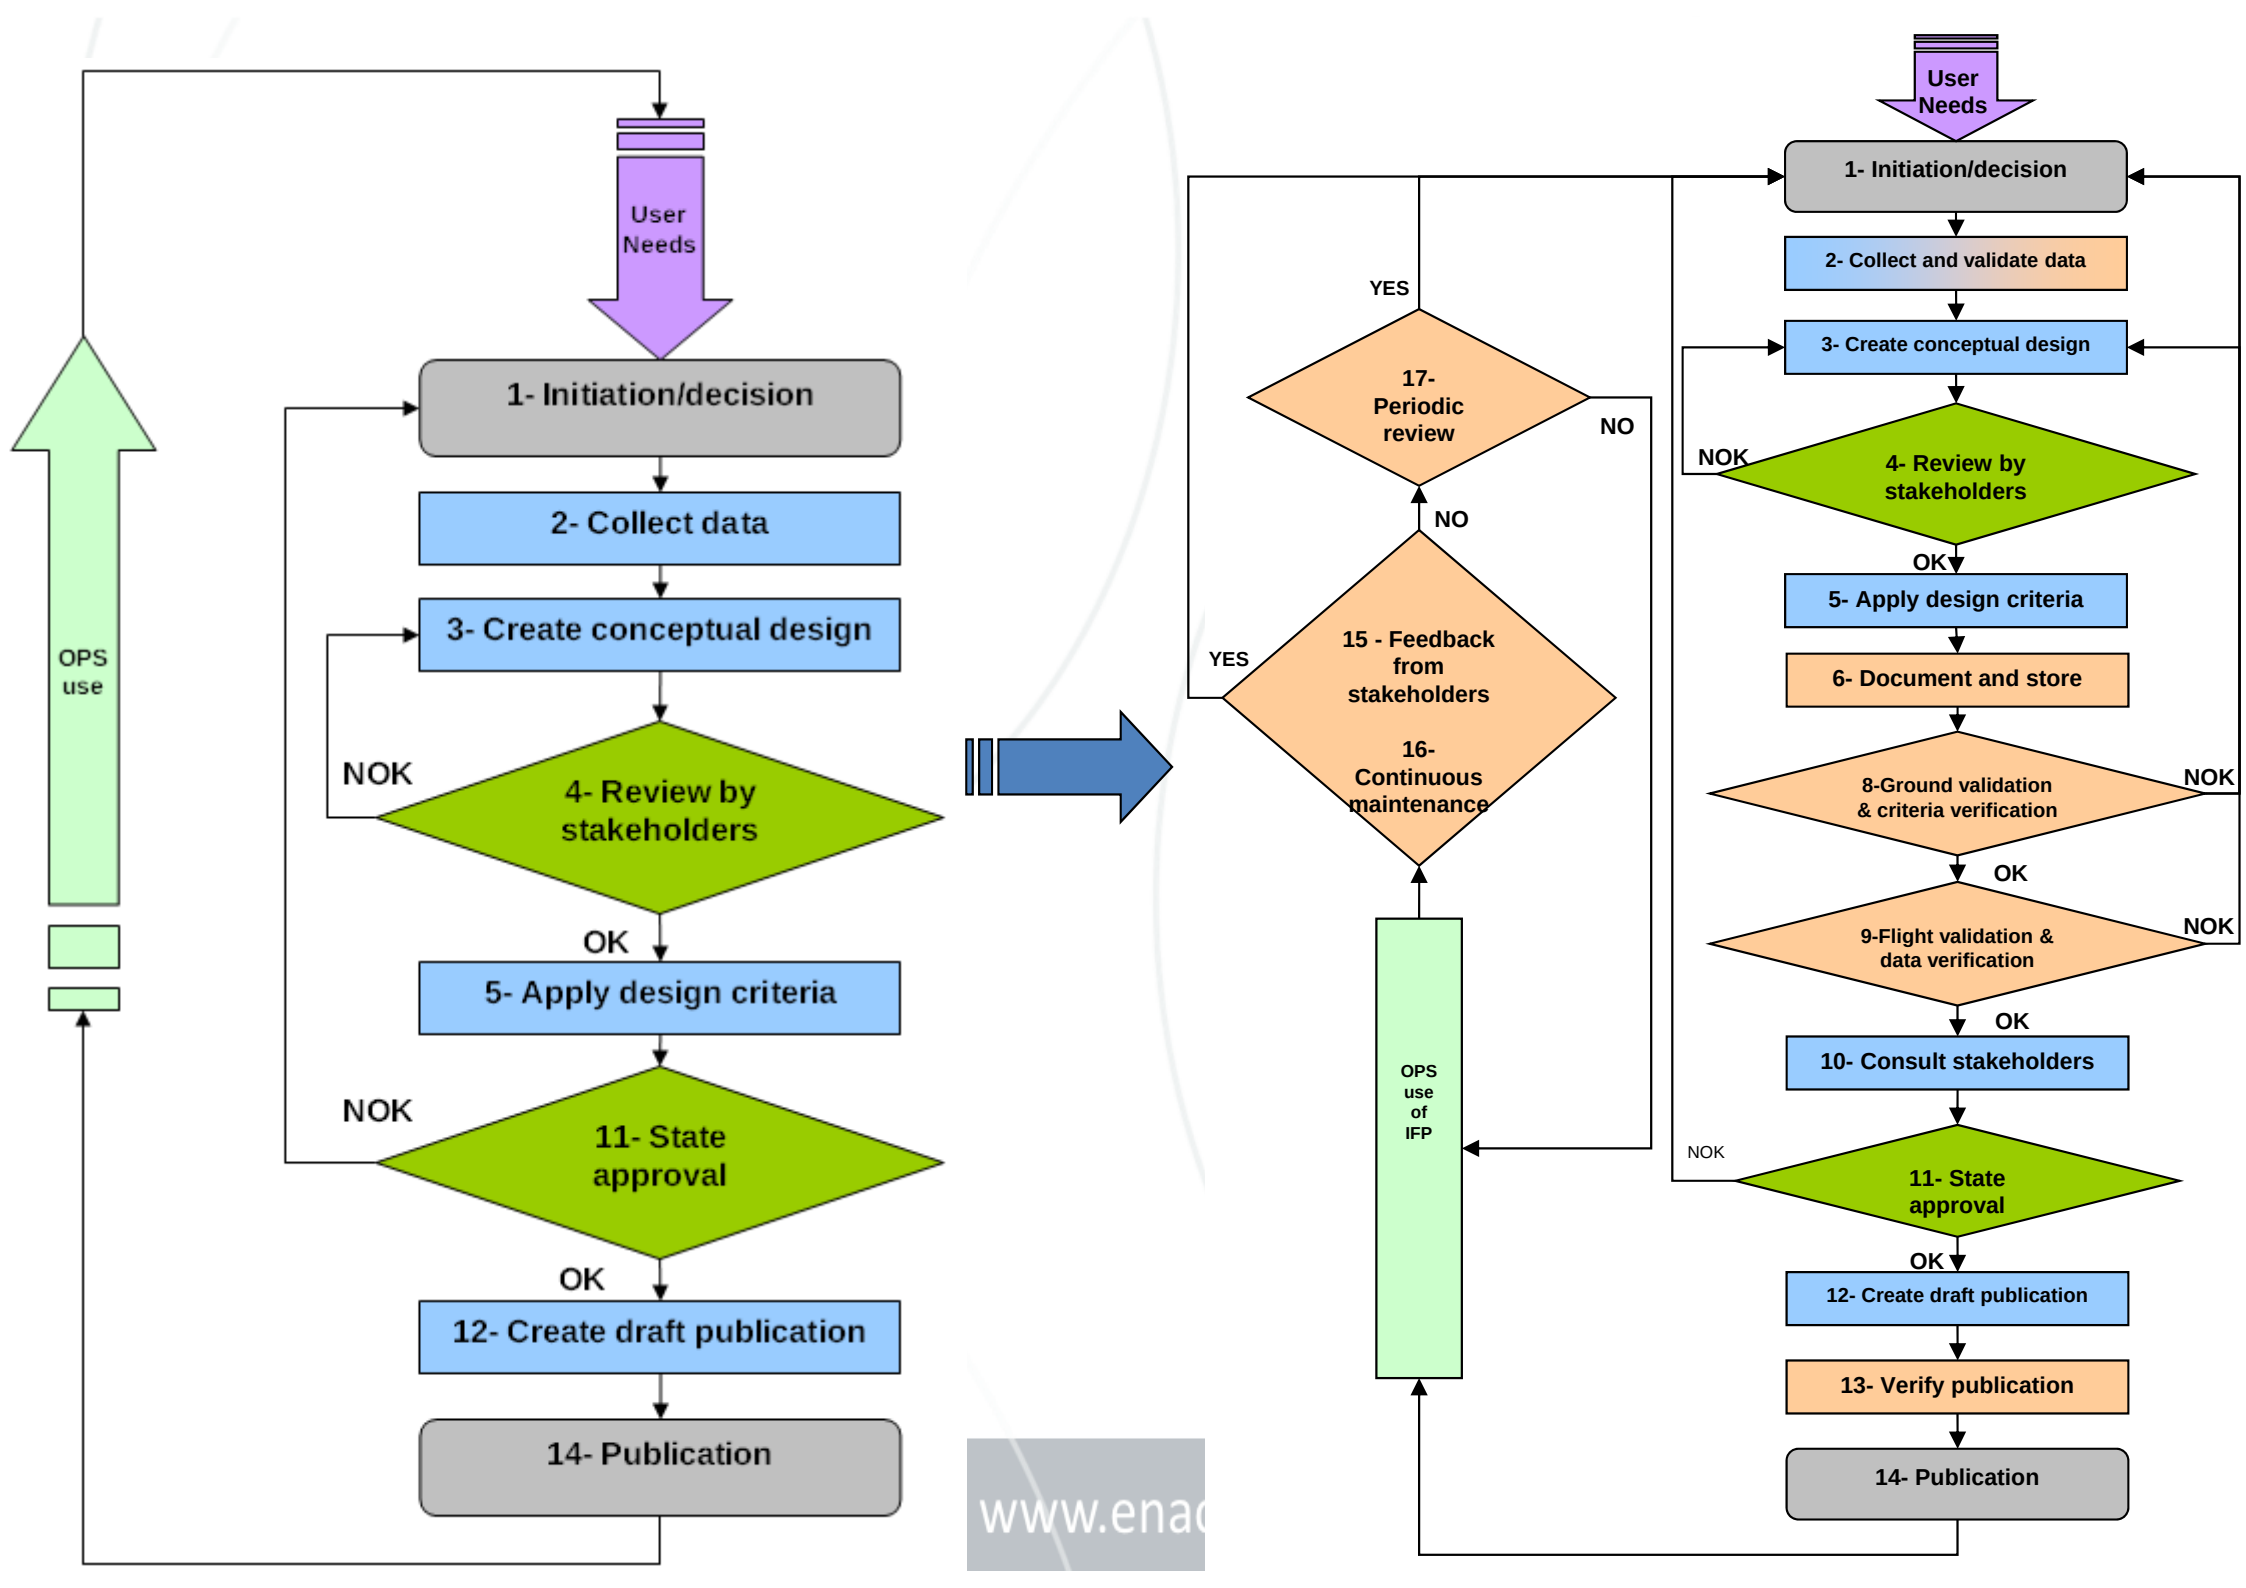 User
Needs
1- Initiation/decision
2- Collect data
3- Create conceptual design
NOK
4- Review by
stakeholders
OK
5- Apply design criteria
NOK
11- State
approval
OK
12- Create draft publication
14- Publication
OPS
use
www.enac
User
Needs
1- Initiation/decision
2- Collect and validate data
3- Create conceptual design
NOK
4- Review by
stakeholders
OK
5- Apply design criteria
6- Document and store
8-Ground validation
& criteria verification
NOK
OK
9-Flight validation &
data verification
NOK
OK
10- Consult stakeholders
NOK
11- State
approval
OK
12- Create draft publication
13- Verify publication
14- Publication
YES
17-
Periodic
review
NO
NO
YES
15 - Feedback
from
stakeholders
16-
Continuous
maintenance
OPS
use
of
IFP